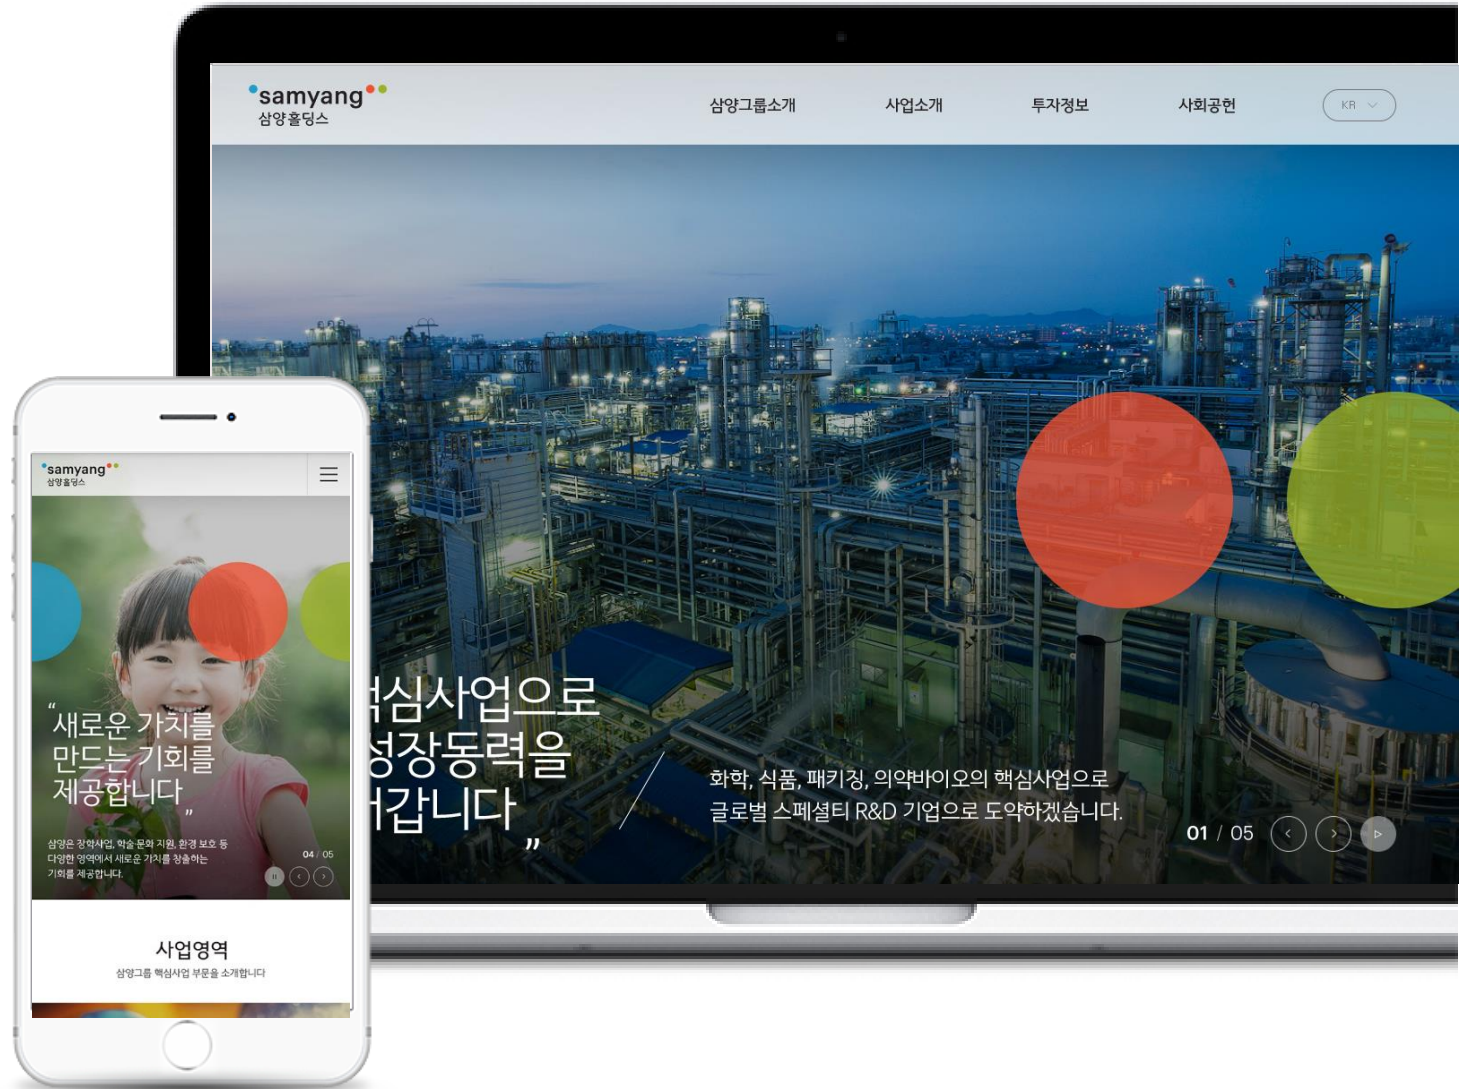 samyang
삼양홀딩스
삼양그룹소개
사업소개
투자정보
사회공헌
KR
핵심사업으로
성장동력을
갑니다 ”
화학, 식품, 패키징, 의약바이오의 핵심사업으로
글로벌 스페셜티 R&D 기업으로 도약하겠습니다.
01 / 05
samyang
삼양홀딩스
“새로운 가치를
만드는 기회를
제공합니다 ”
삼양은 장학사업, 학술·문화 지원, 환경 보호 등
다양한 영역에서 새로운 가치를 창출하는
기회를 제공합니다.
04 / 05
사업영역
삼양그룹 핵심사업 부문을 소개합니다